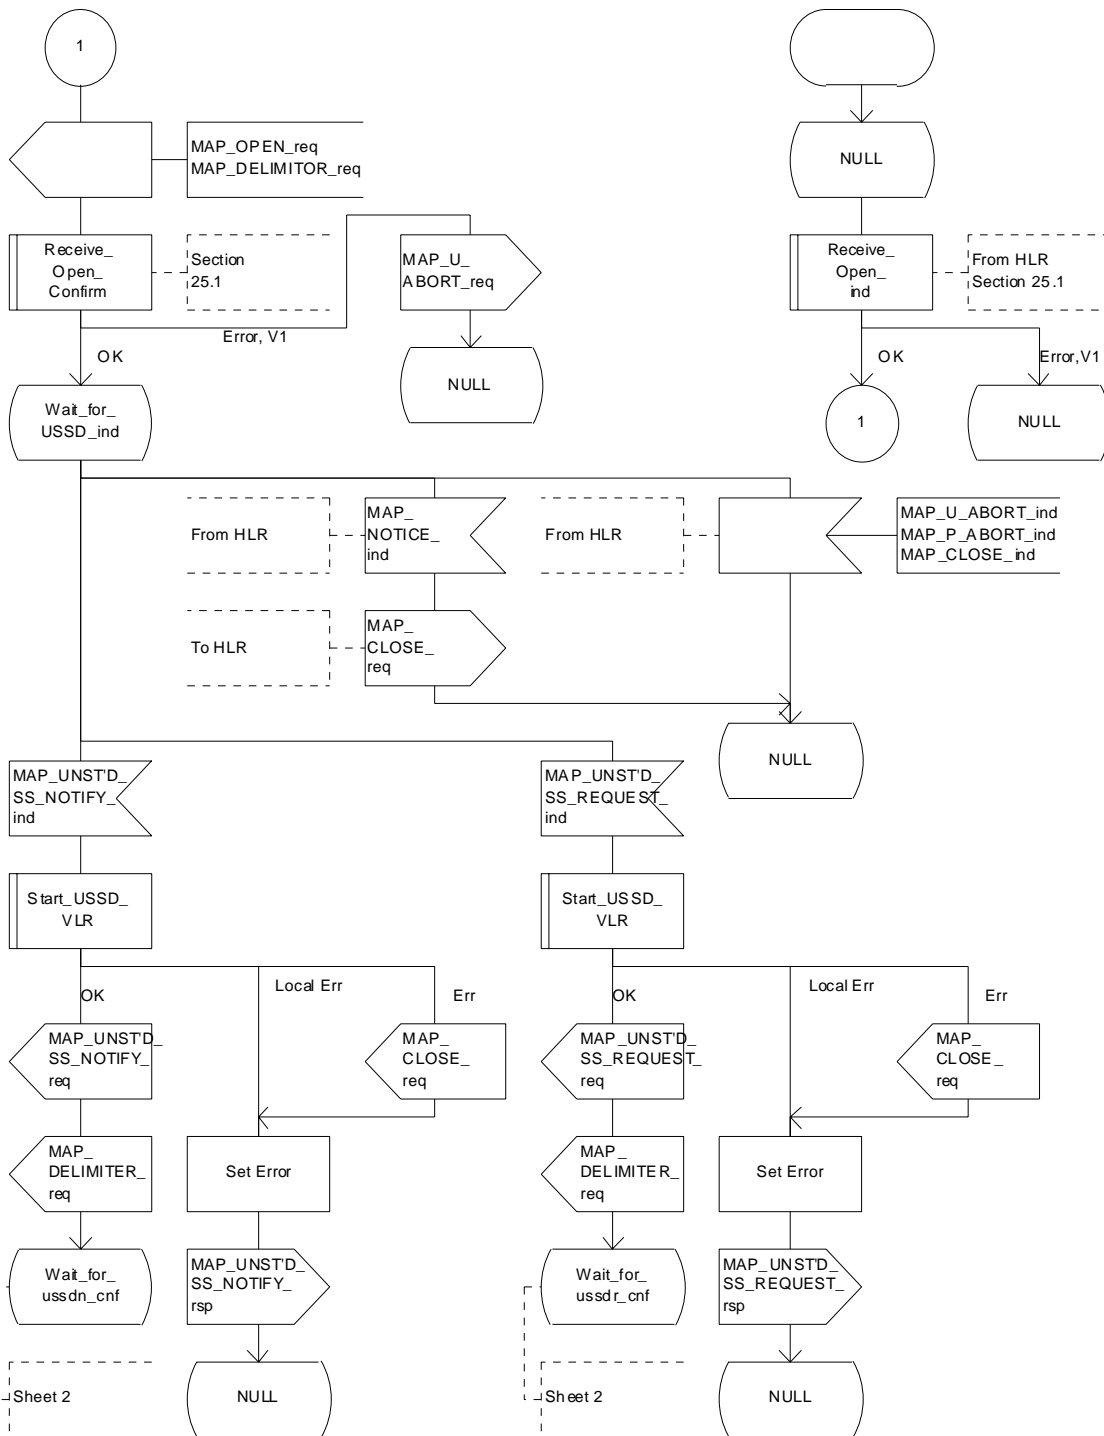 1
MAP_OPEN_req
MAP_DELIMITOR_req
NULL
Receive_
Open_
Confirm
Section
25.1
MAP_U_
ABORT_req
Receive_
Open_
ind
From HLR
Section 25.1
Error, V1
OK
NULL
OK
Error,V1
Wait_for_
USSD_ind
1
NULL
From HLR
MAP_
NOTICE_
ind
From HLR
MAP_U_ABORT_ind
MAP_P_ABORT_ind
MAP_CLOSE_ind
To HLR
MAP_
CLOSE_
req
NULL
MAP_UNST'D_
SS_NOTIFY_
ind
MAP_UNST'D_
SS_REQUEST_
ind
Start_USSD_
VLR
Start_USSD_
VLR
OK
Local Err
Err
OK
Local Err
Err
MAP_UNST'D_
SS_NOTIFY_
req
MAP_
CLOSE_
req
MAP_UNST'D_
SS_REQUEST_
req
MAP_
CLOSE_
req
MAP_
DELIMITER_
req
Set Error
MAP_
DELIMITER_
req
Set Error
Wait_for_
ussdn_cnf
MAP_UNST'D_
SS_NOTIFY_
rsp
Wait_for_
ussdr_cnf
MAP_UNST'D_
SS_REQUEST_
rsp
Sheet 2
NULL
Sheet 2
NULL